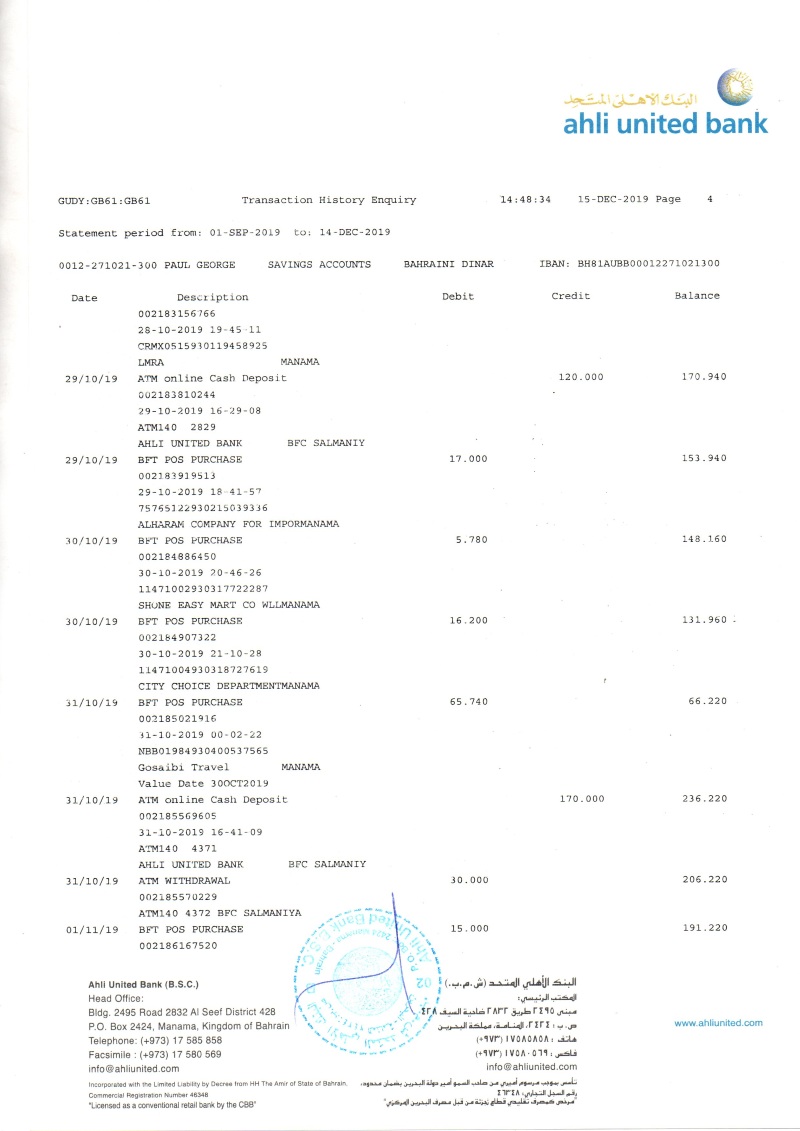 البنك الاهلي المتحد
ahli united bank
GUDY:GB61:GB61 Transaction History Enquiry 14:48:34 15-DEC-2019 Page 4
Statement period from: 01-SEP-2019 to: 14-DEC-2019
0012-271021-300 PAUL GEORGE SAVINGS ACCOUNTS BAHRAINI DINAR IBAN: BH81AUBB00012271021300
Date Description Debit Credit Balance
002183156766
28-10-2019 19-45-11
CRMX0515930119458925
LMRA MANAMA
29/10/19 ATM online Cash Deposit 120.000 170.940
002183810244
29-10-2019 16-29-08
ATM140 2829
AHLI UNITED BANK BFC SALMANIY
29/10/19 BFT POS PURCHASE 17.000 153.940
002183919513
29-10-2019 18-41-57
75765122930215039336
ALHARAM COMPANY FOR IMPORMANAMA
30/10/19 BFT POS PURCHASE 5.780 148.160
002184886450
30-10-2019 20-46-26
11471002930317722287
SHONE EASY MART CO WLLMANAMA
30/10/19 BFT POS PURCHASE 16.200 131.960
002184907322
30-10-2019 21-10-28
11471004930318727619
CITY CHOICE DEPARTMENTMANAMA
31/10/19 BFT POS PURCHASE 65.740 66.220
002185021916
31-10-2019 00-02-22
NBB01984930400537565
Gosaibi Travel MANAMA
Value Date 30OCT2019
31/10/19 ATM online Cash Deposit 170.000 236.220
002185569605
31-10-2019 16-41-09
ATM140 4371
AHLI UNITED BANK BFC SALMANIY
31/10/19 ATM WITHDRAWAL 30.000 206.220
002185570229
ATM140 4372 BFC SALMANIYA
01/11/19 BFT POS PURCHASE 15.000 191.220
002186167520
Ahli United Bank (B.S.C.)
Head Office:
Bldg. 2495 Road 2832 Al Seef District 428
P.O. Box 2424, Manama, Kingdom of Bahrain
Telephone: (+973) 17 585 858
Facsimile : (+973) 17 580 569
info@ahliunited.com
Incorporated with the Limited Liability by Decree from HH The Amir of State of Bahrain.
Commercial Registration Number 46348
"Licensed as a conventional retail bank by the CBB"
البنك الأهلي المتحد (ش.م.ب.)
المكتب الرئيسي:
مبنى ٢٤٩٥ طريق ٢٨٣٢ ضاحية السيف ٤٢٨
ص.ب : ٢٤٢٤، المنامة، مملكة البحرين
هاتف : ١٧٥٨٥٨٥٨ (٩٧٣+)
فاكس : ١٧٥٨٠٥٦٩ (٩٧٣+)
info@ahliunited.com
تأسس بموجب مرسوم أميري من صاحب السمو أمير دولة البحرين بضمان محدود.
رقم السجل التجاري: ٤٦٣٤٨
"مرخص كمصرف تقليدي قطاع تجزئة من قبل مصرف البحرين المركزي"
www.ahliunited.com
Ahli United Bank B.S.C.